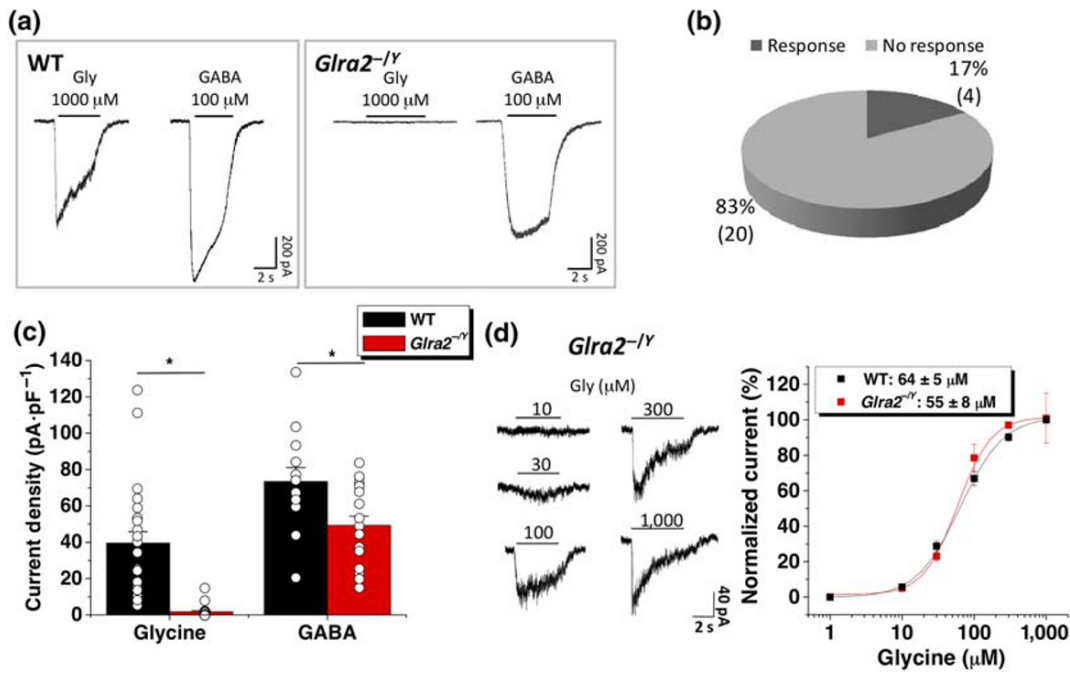 (a)
WT
Gly
1000 µM
GABA
100 µM
200 pA
2 s
Glra2–/Y
Gly
1000 µM
GABA
100 µM
200 pA
2 s
(b)
Response No response
17%
(4)
83%
(20)
(c)
WT
Glra2–/Y
Current density (pA·pF−1)
140
120
100
80
60
40
20
0
*
*
Glycine GABA
(d)
Glra2–/Y
Gly (µM)
10
300
30
100
1,000
40 pA
2 s
WT: 64 ± 5 µM
Glra2–/Y: 55 ± 8 µM
Normalized current (%)
120
100
80
60
40
20
0
1 10 100 1,000
Glycine (µM)